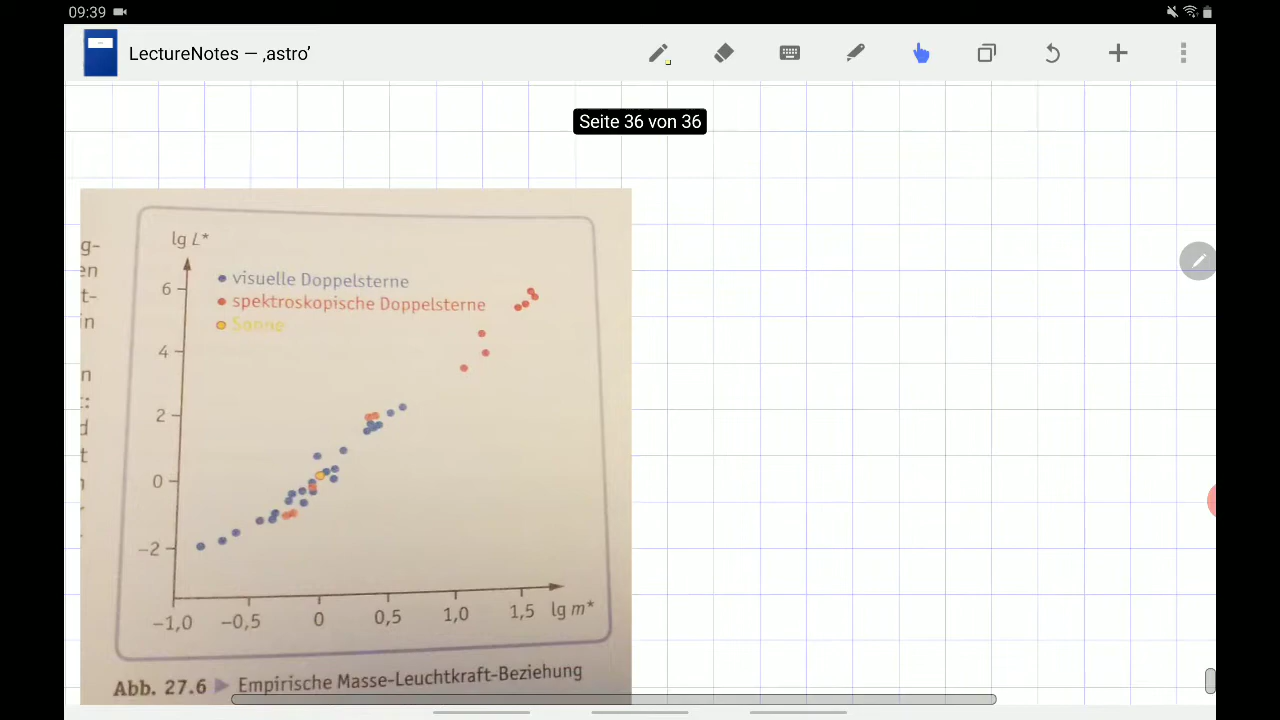 09:39
LectureNotes — ‚astro’
Seite 36 von 36
g-
en
t-
in
n
:
d
t
lg L*
visuelle Doppelsterne
spektroskopische Doppelsterne
Sonne
6
4
2
0
−2
−1,0 −0,5 0 0,5 1,0 1,5 lg m*
Abb. 27.6 ▶ Empirische Masse-Leuchtkraft-Beziehung